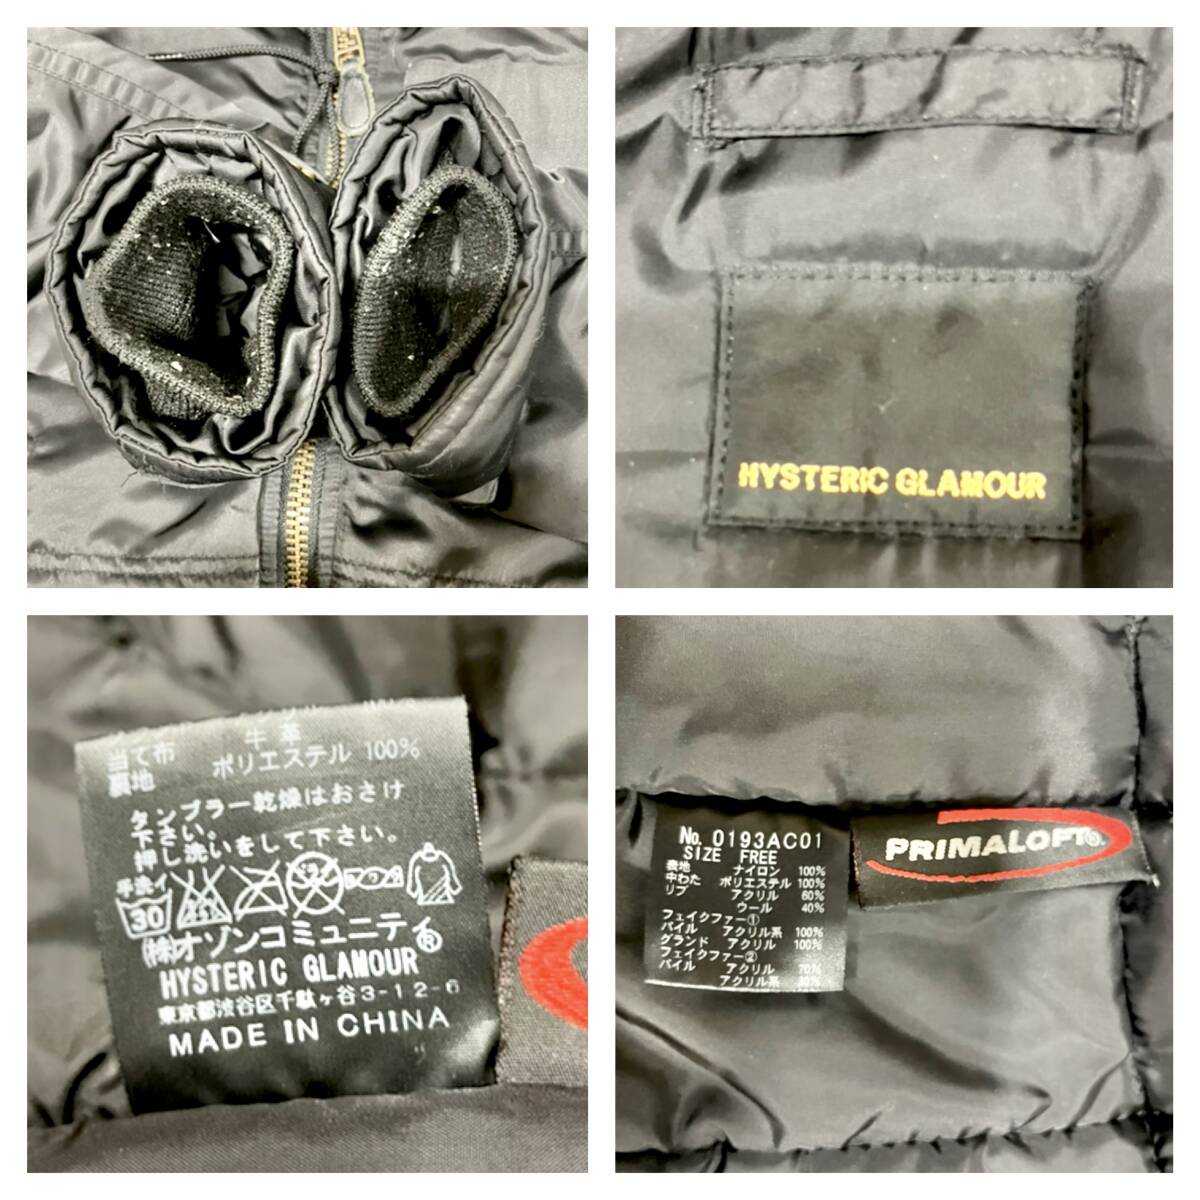 HYSTERIC GLAMOUR
当て布 牛革
裏地 ポリエステル 100%
タンブラー乾燥はおさけ
下さい。
押し洗いをして下さい。
手洗イ
30
㈱オゾンコミュニティ®
HYSTERIC GLAMOUR
東京都渋谷区千駄ヶ谷3-12-6
MADE IN CHINA
No. 0193AC01
SIZE FREE
表地 ナイロン 100%
中わた ポリエステル 100%
リブ アクリル 60%
ウール 40%
フェイクファー①
パイル アクリル系 100%
グランド アクリル 100%
フェイクファー②
パイル アクリル 70%
アクリル系 30%
PRIMALOFT®